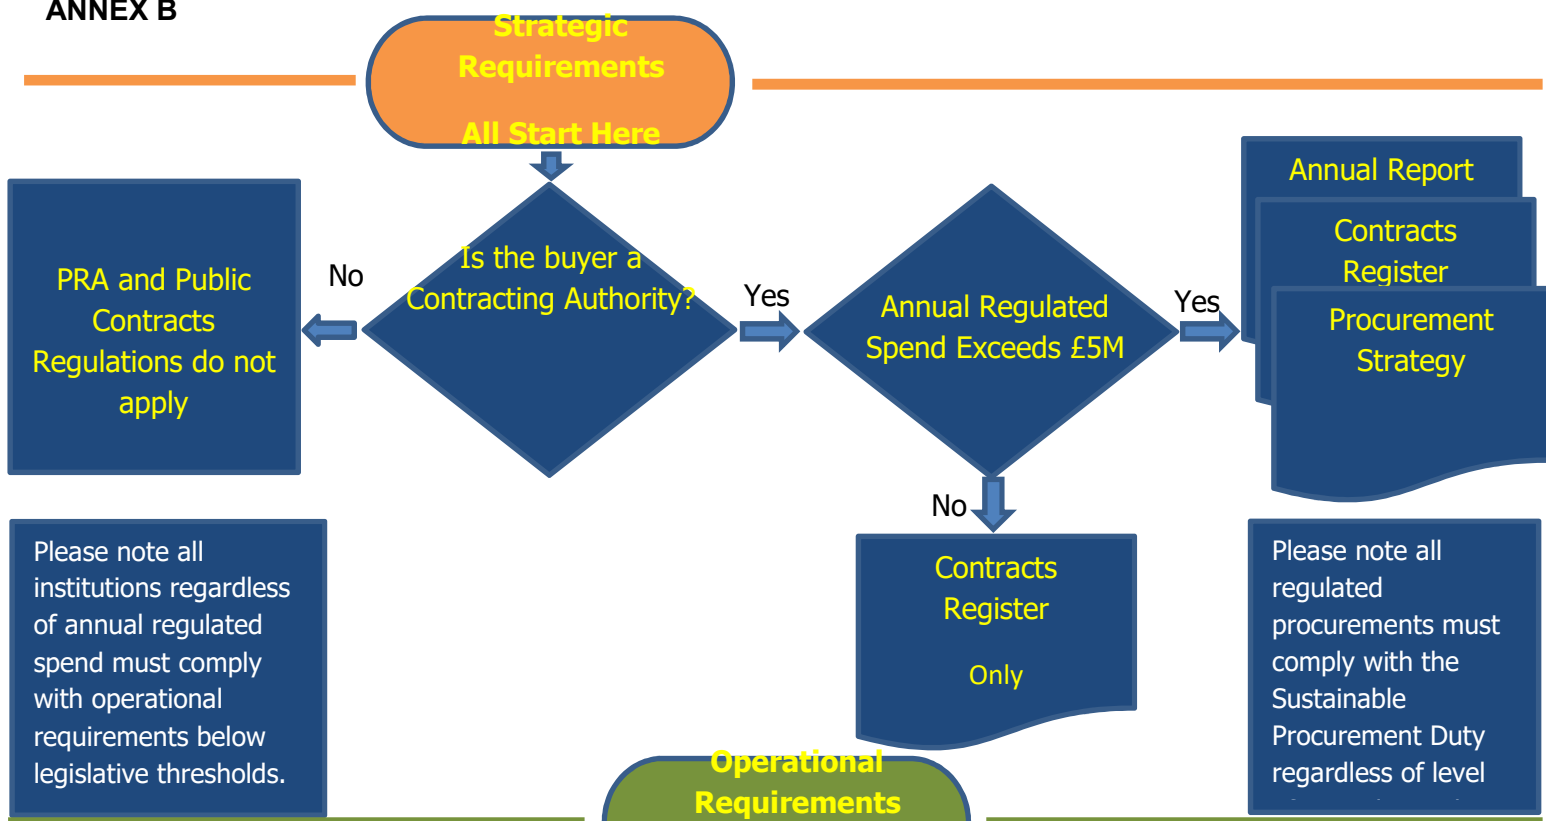 ANNEX B
Strategic
Requirements
All Start Here
PRA and Public
Contracts
Regulations do not
apply
No
Is the buyer a
Contracting Authority?
Yes
Annual Regulated
Spend Exceeds £5M
Yes
Annual Report
Contracts
Register
Procurement
Strategy
No
Contracts
Register
Only
Please note all
institutions regardless
of annual regulated
spend must comply
with operational
requirements below
legislative thresholds.
Please note all
regulated
procurements must
comply with the
Sustainable
Procurement Duty
regardless of level
Operational
Requirements